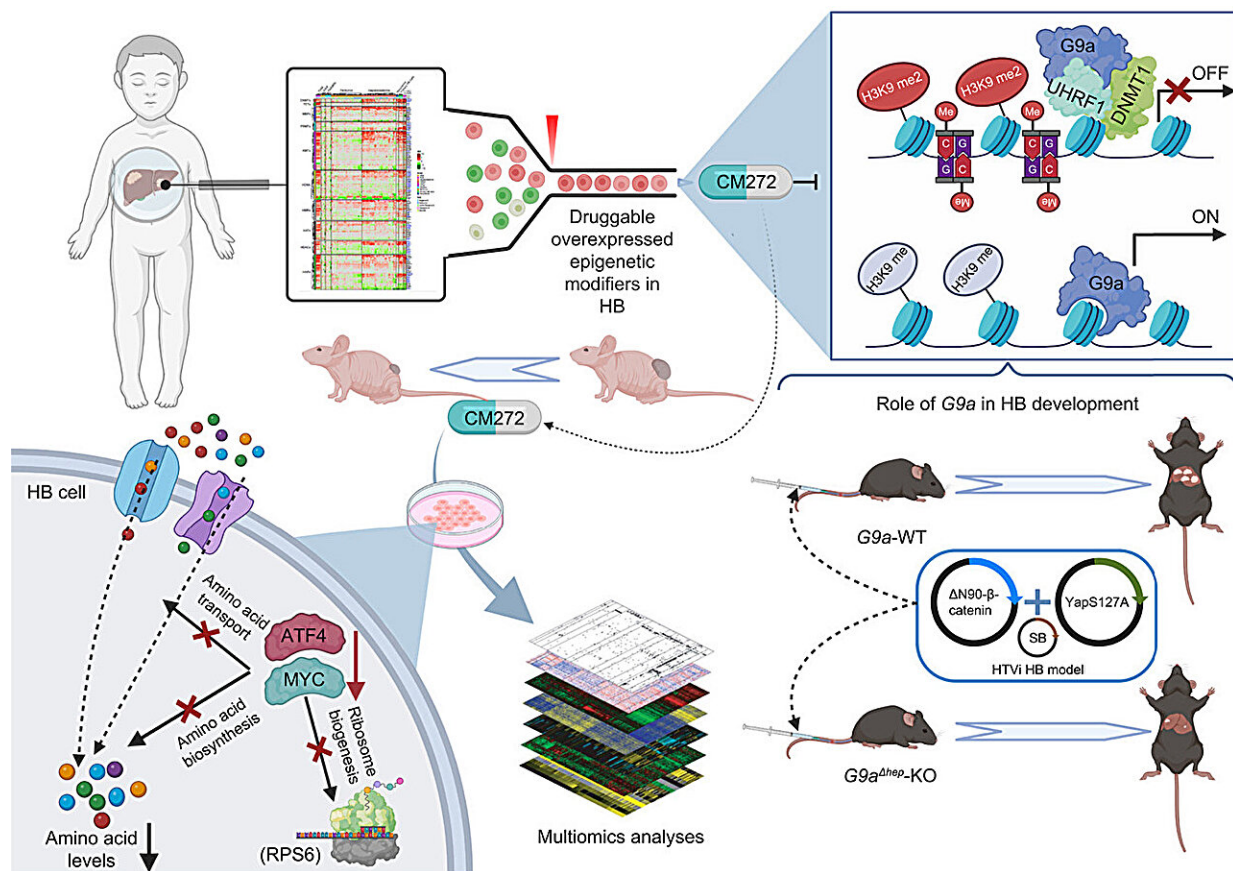 Druggable
overexpressed
epigenetic
modifiers in
HB
CM272
G9a
UHRF1
DNMT1
OFF
H3K9 me2
H3K9 me2
Me
Me
C G
G C
C G
G C
Me
Me
ON
H3K9 me
H3K9 me
G9a
CM272
Role of G9a in HB development
G9a-WT
ΔN90-β-
catenin
YapS127A
SB
HTVi HB model
G9aΔhep-KO
HB cell
Amino acid
transport
ATF4
MYC
Amino acid
biosynthesis
Ribosome
biogenesis
Amino acid
levels
(RPS6)
Multiomics analyses